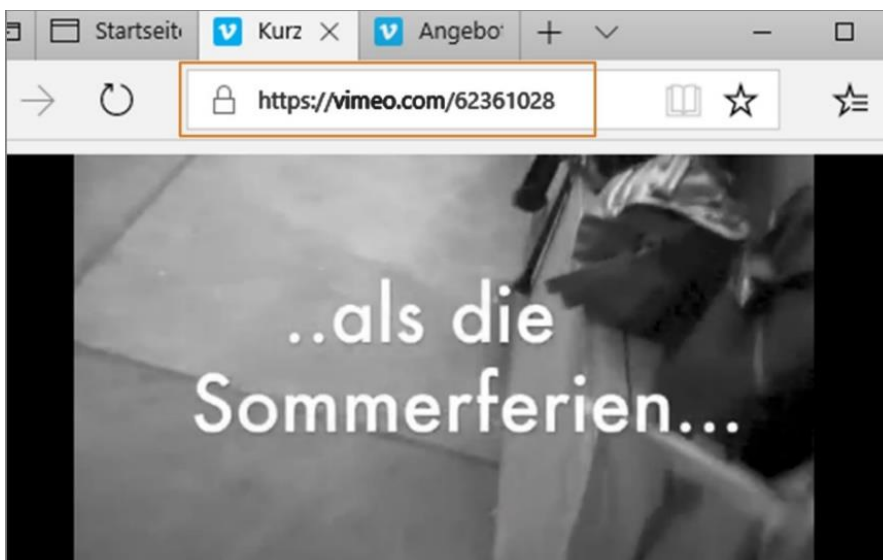 Startseit
Kurz
Angebo
https://vimeo.com/62361028
..als die
Sommerferien...